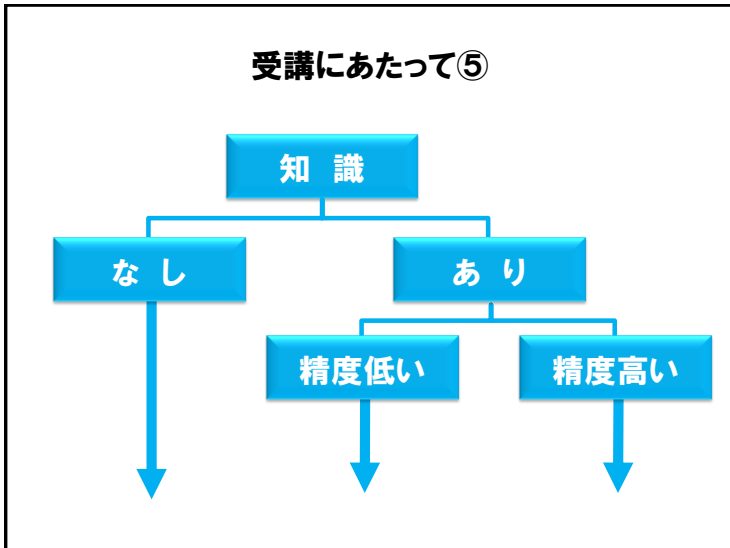 受講にあたって⑤
知 識
な し
あ り
精度低い
精度高い